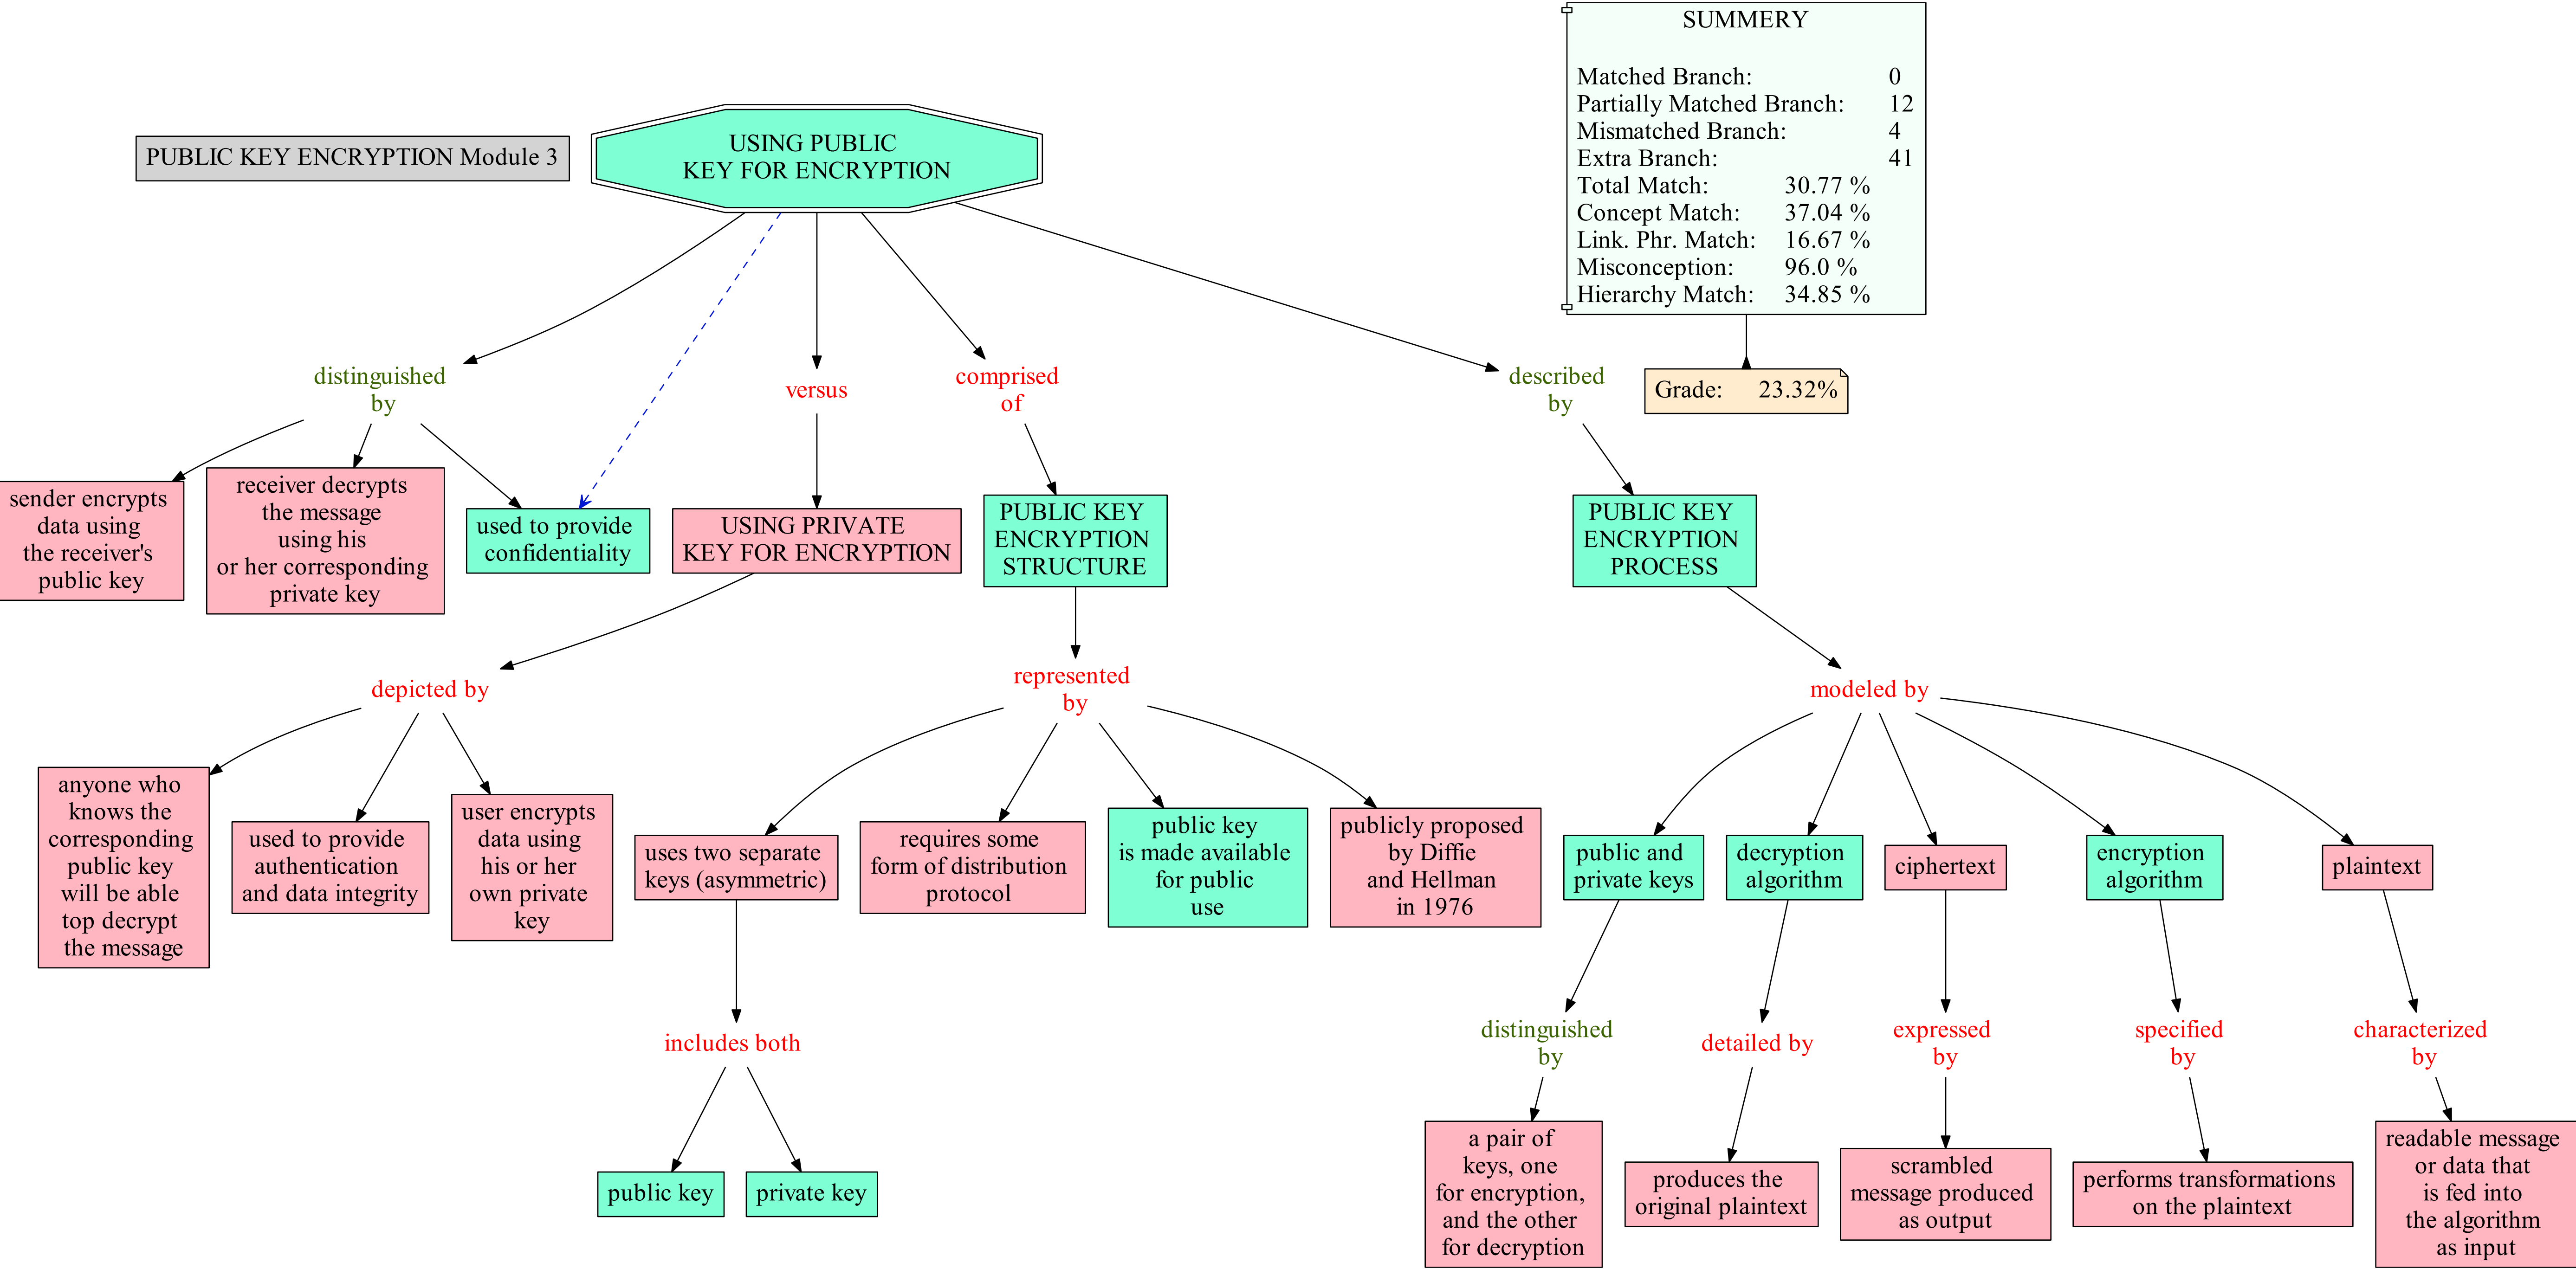 SUMMERY
Matched Branch: 0
Partially Matched Branch: 12
Mismatched Branch: 4
Extra Branch: 41
Total Match: 30.77 %
Concept Match: 37.04 %
Link. Phr. Match: 16.67 %
Misconception: 96.0 %
Hierarchy Match: 34.85 %
PUBLIC KEY ENCRYPTION Module 3
USING PUBLIC
KEY FOR ENCRYPTION
distinguished
by
versus
comprised
of
described
by
Grade: 23.32%
sender encrypts
data using
the receiver's
public key
receiver decrypts
the message
using his
or her corresponding
private key
used to provide
confidentiality
USING PRIVATE
KEY FOR ENCRYPTION
PUBLIC KEY
ENCRYPTION
STRUCTURE
PUBLIC KEY
ENCRYPTION
PROCESS
depicted by
represented
by
modeled by
anyone who
knows the
corresponding
public key
will be able
top decrypt
the message
used to provide
authentication
and data integrity
user encrypts
data using
his or her
own private
key
uses two separate
keys (asymmetric)
requires some
form of distribution
protocol
public key
is made available
for public
use
publicly proposed
by Diffie
and Hellman
in 1976
public and
private keys
decryption
algorithm
ciphertext
encryption
algorithm
plaintext
includes both
distinguished
by
detailed by
expressed
by
specified
by
characterized
by
public key
private key
a pair of
keys, one
for encryption,
and the other
for decryption
produces the
original plaintext
scrambled
message produced
as output
performs transformations
on the plaintext
readable message
or data that
is fed into
the algorithm
as input